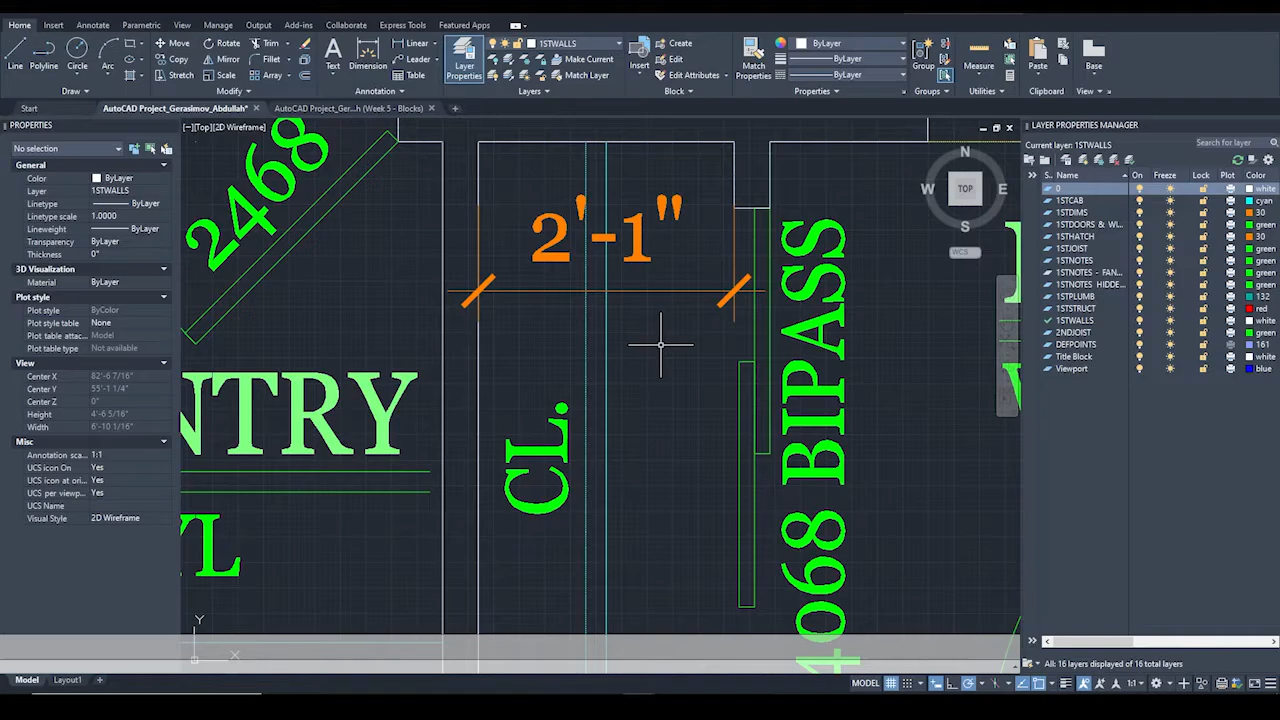 Home Insert Annotate Parametric View Manage Output Add-ins Collaborate Express Tools Featured Apps
Line Polyline Circle Arc Move Rotate Trim Copy Mirror Fillet Stretch Scale Array
Text Dimension Linear Leader Table
Layer Properties 1STWALLS Make Current Match Layer
Insert Create Edit Edit Attributes
Match Properties ByLayer ByLayer ByLayer
Group Measure Paste Base
Draw Modify Annotation Layers Block Properties Groups Utilities Clipboard View
Start AutoCAD Project_Gerasimov_Abdullah* AutoCAD Project_Ger...h (Week 5 - Blocks)
PROPERTIES
No selection
General
Color ByLayer
Layer 1STWALLS
Linetype ByLayer
Linetype scale 1.0000
Lineweight ByLayer
Transparency ByLayer
Thickness 0"
3D Visualization
Material ByLayer
Plot style
Plot style ByColor
Plot style table None
Plot table attac... Model
Plot table type Not available
View
Center X 82'-6 7/16"
Center Y 55'-1 1/4"
Center Z 0"
Height 4'-6 5/16"
Width 6'-10 1/16"
Misc
Annotation sca... 1:1
UCS icon On Yes
UCS icon at ori... Yes
UCS per viewp... Yes
UCS Name
Visual Style 2D Wireframe
[−][Top][2D Wireframe]
2468
2'-1"
NTRY
CL.
YL
4068 BIPASS
N
W TOP E
S
WCS
Y
X
LAYER PROPERTIES MANAGER
Current layer: 1STWALLS
Search for layer
S.. Name On Freeze Lock Plot Color
0 white
1STCAB cyan
1STDIMS 30
1STDOORS & WI... green
1STHATCH 30
1STJOIST green
1STNOTES green
1STNOTES - FAN... green
1STNOTES HIDDE... green
1STPLUMB 132
1STSTRUCT red
1STWALLS white
2NDJOIST green
DEFPOINTS 161
Title Block white
Viewport blue
All: 16 layers displayed of 16 total layers
Model Layout1 +
MODEL 1:1